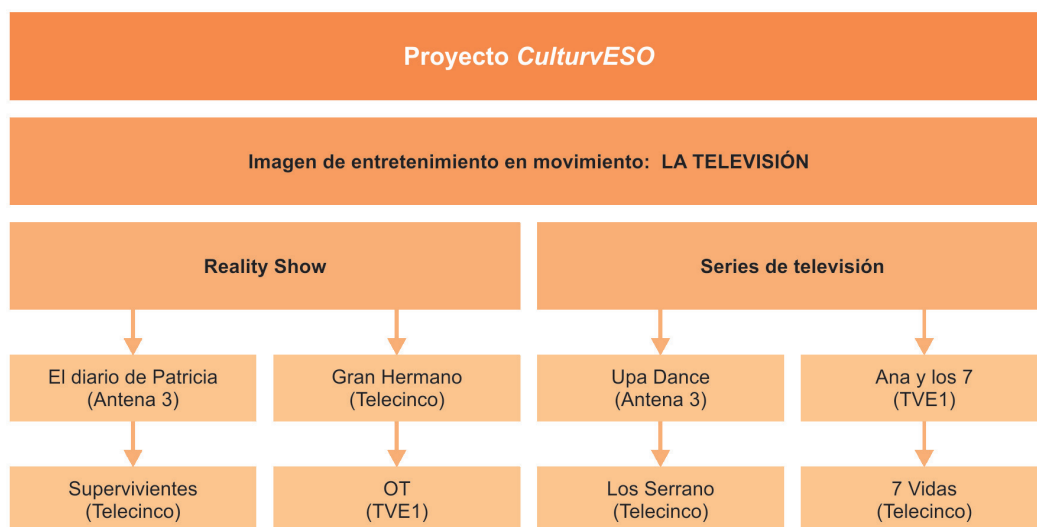 Proyecto CulturvESO
Imagen de entretenimiento en movimiento: LA TELEVISIÓN
Reality Show
Series de televisión
El diario de Patricia
(Antena 3)
Gran Hermano
(Telecinco)
Upa Dance
(Antena 3)
Ana y los 7
(TVE1)
Supervivientes
(Telecinco)
OT
(TVE1)
Los Serrano
(Telecinco)
7 Vidas
(Telecinco)